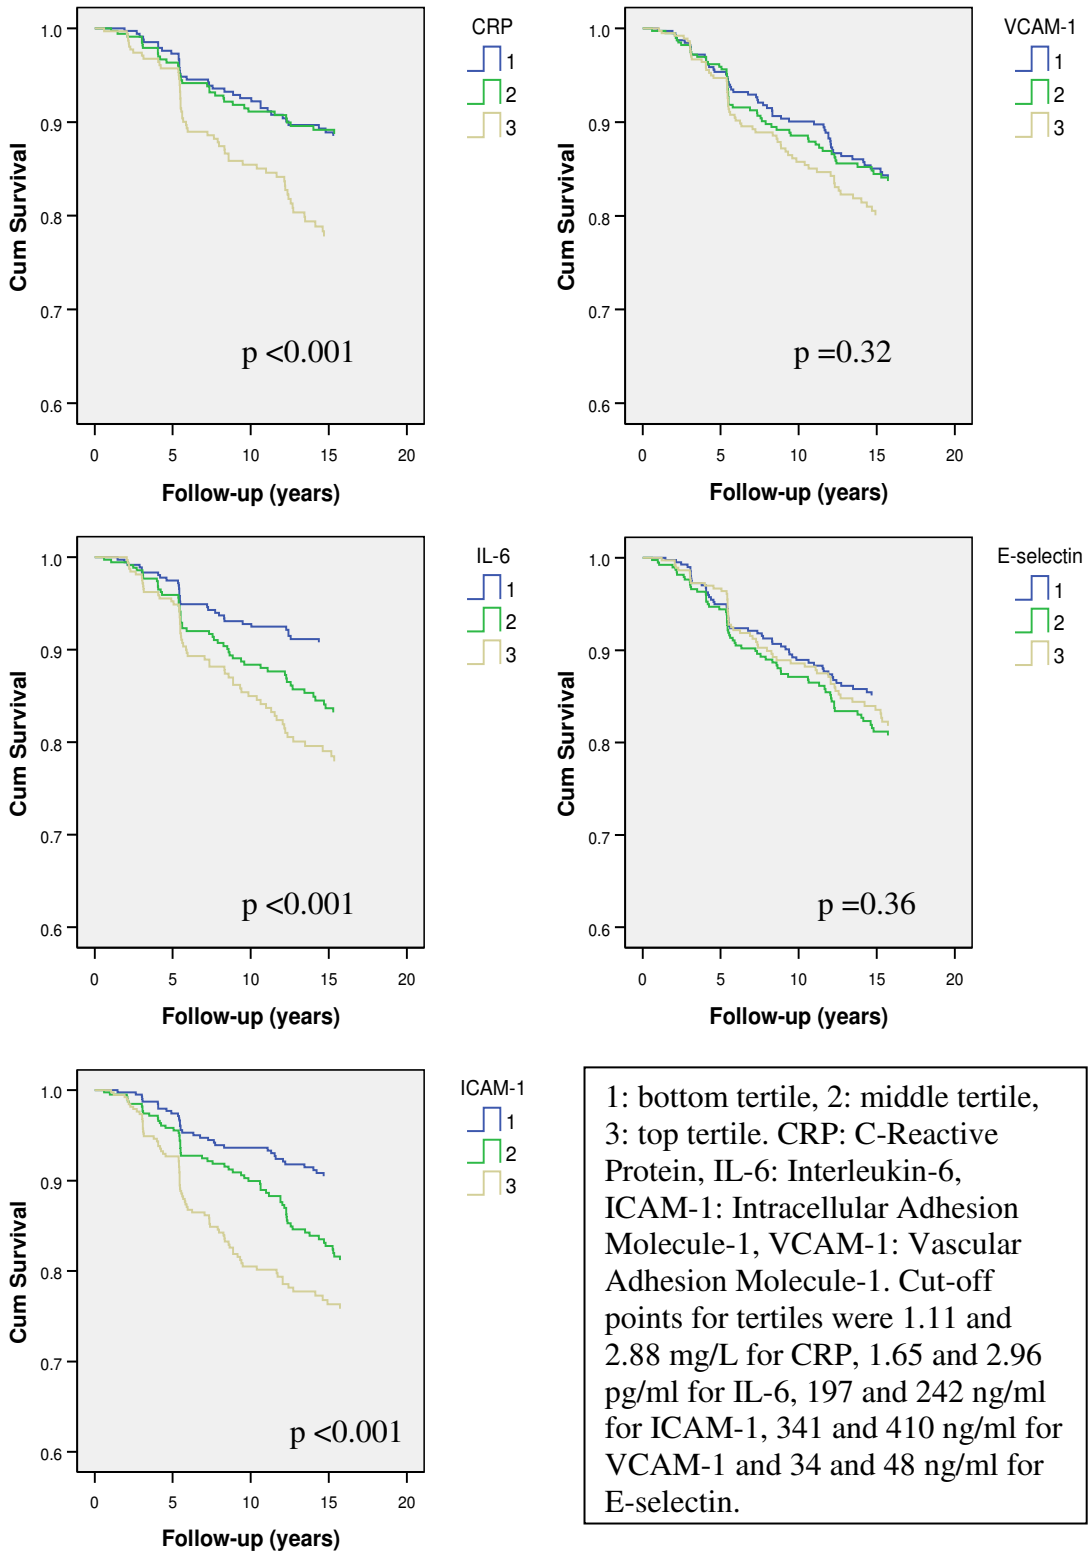 CRP
1
2
3
1.0
0.9
0.8
0.7
0.6
Cum Survival
p <0.001
0 5 10 15 20
Follow-up (years)
VCAM-1
1
2
3
1.0
0.9
0.8
0.7
0.6
Cum Survival
p =0.32
0 5 10 15 20
Follow-up (years)
IL-6
1
2
3
1.0
0.9
0.8
0.7
0.6
Cum Survival
p <0.001
0 5 10 15 20
Follow-up (years)
E-selectin
1
2
3
1.0
0.9
0.8
0.7
0.6
Cum Survival
p =0.36
0 5 10 15 20
Follow-up (years)
ICAM-1
1
2
3
1.0
0.9
0.8
0.7
0.6
Cum Survival
p <0.001
0 5 10 15 20
Follow-up (years)
1: bottom tertile, 2: middle tertile,
3: top tertile. CRP: C-Reactive
Protein, IL-6: Interleukin-6,
ICAM-1: Intracellular Adhesion
Molecule-1, VCAM-1: Vascular
Adhesion Molecule-1. Cut-off
points for tertiles were 1.11 and
2.88 mg/L for CRP, 1.65 and 2.96
pg/ml for IL-6, 197 and 242 ng/ml
for ICAM-1, 341 and 410 ng/ml for
VCAM-1 and 34 and 48 ng/ml for
E-selectin.